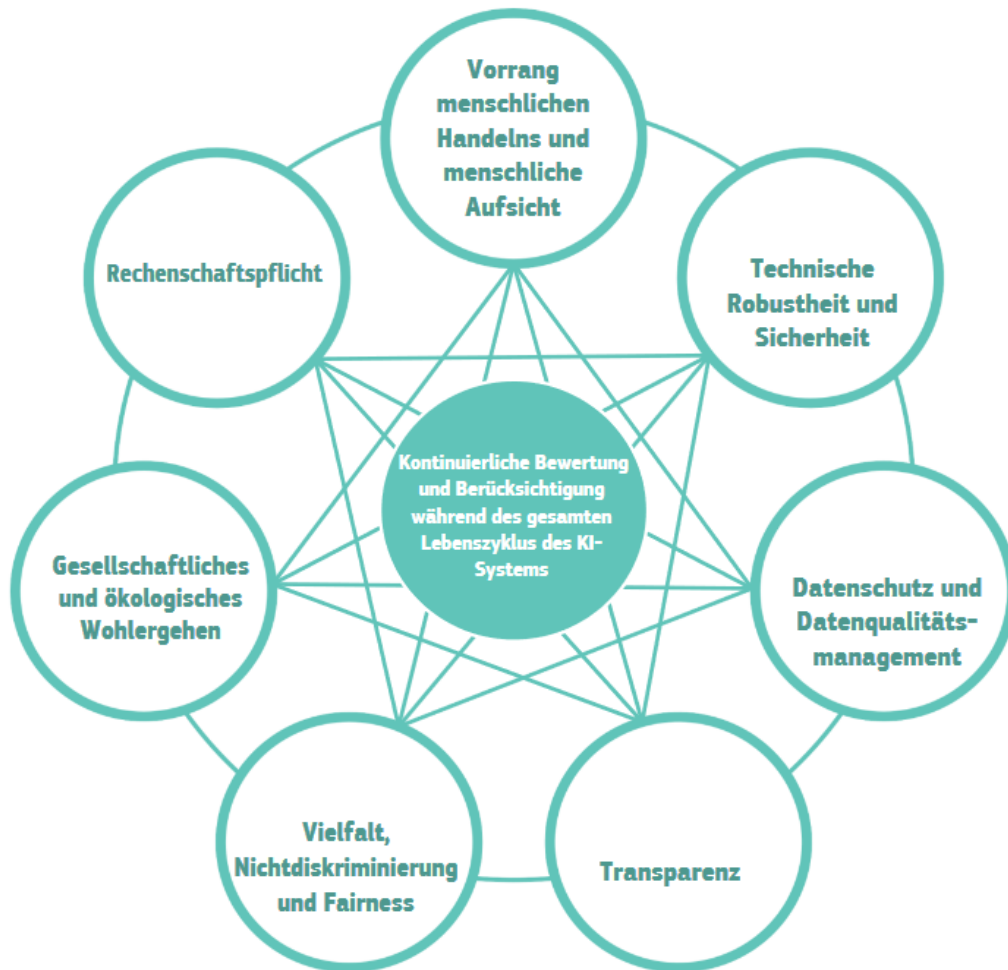 Vorrang
menschlichen
Handelns und
menschliche
Aufsicht
Technische
Robustheit und
Sicherheit
Datenschutz und
Datenqualitäts-
management
Transparenz
Vielfalt,
Nichtdiskriminierung
und Fairness
Gesellschaftliches
und ökologisches
Wohlergehen
Rechenschaftspflicht
Kontinuierliche Bewertung
und Berücksichtigung
während des gesamten
Lebenszyklus des KI-
Systems